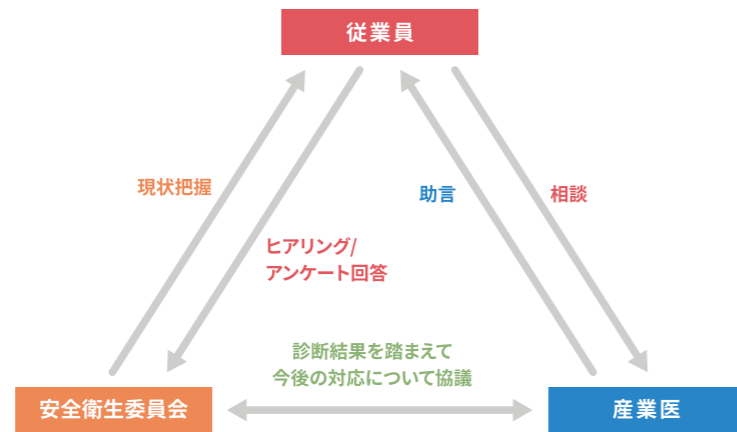 従業員
現状把握
助言
相談
ヒアリング/
アンケート回答
診断結果を踏まえて
今後の対応について協議
安全衛生委員会
産業医